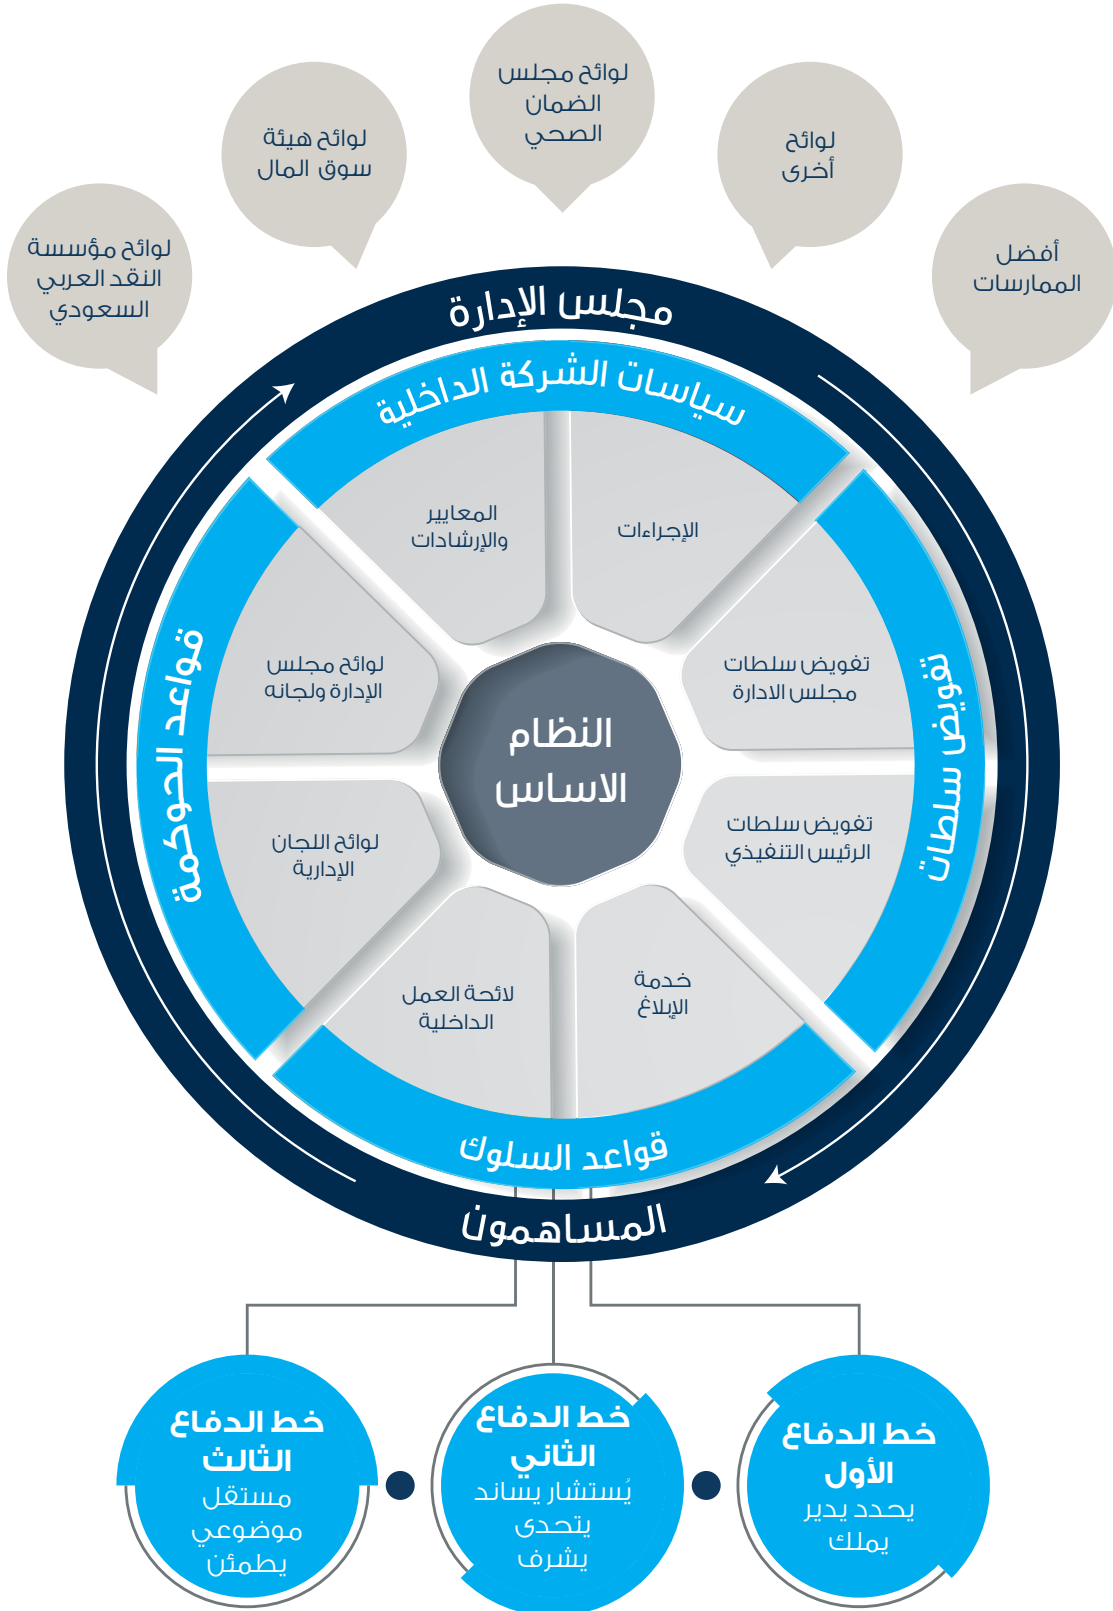 لوائح مجلس
الضمان
الصحي
لوائح
أخرى
لوائح هيئة
سوق المال
أفضل
الممارسات
لوائح مؤسسة
النقد العربي
السعودي
مجلس الإدارة
سياسات الشركة الداخلية
الإجراءات
المعايير
والإرشادات
تفويض سلطات
تفويض سلطات
مجلس الادارة
تفويض سلطات
الرئيس التنفيذي
النظام
الاساس
قواعد الحوكمة
لوائح مجلس
الإدارة ولجانه
لوائح اللجان
الإدارية
خدمة
الإبلاغ
لائحة العمل
الداخلية
قواعد السلوك
المساهمون
خط الدفاع
الأول
يحدد يدير
يملك
خط الدفاع
الثاني
يُستشار يساند
يتحدى
يشرف
خط الدفاع
الثالث
مستقل
موضوعي
يطمئن